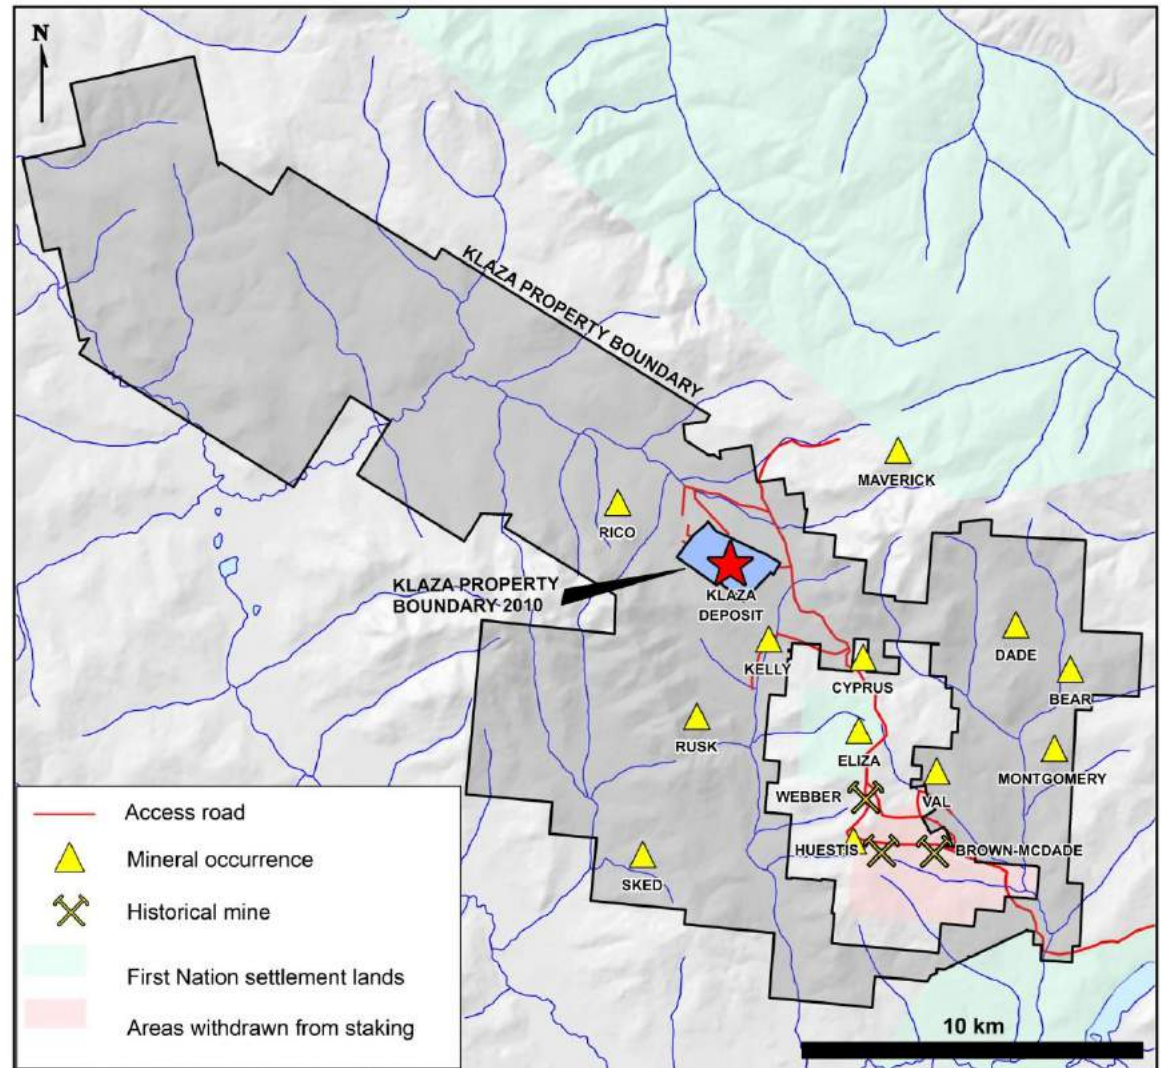 N
KLAZA PROPERTY BOUNDARY
MAVERICK
RICO
KLAZA PROPERTY
BOUNDARY 2010
KLAZA
DEPOSIT
DADE
KELLY
CYPRUS
BEAR
RUSK
ELIZA
MONTGOMERY
WEBBER
VAL
HUESTIS
BROWN-MCDADE
SKED
Access road
Mineral occurrence
Historical mine
First Nation settlement lands
Areas withdrawn from staking
10 km